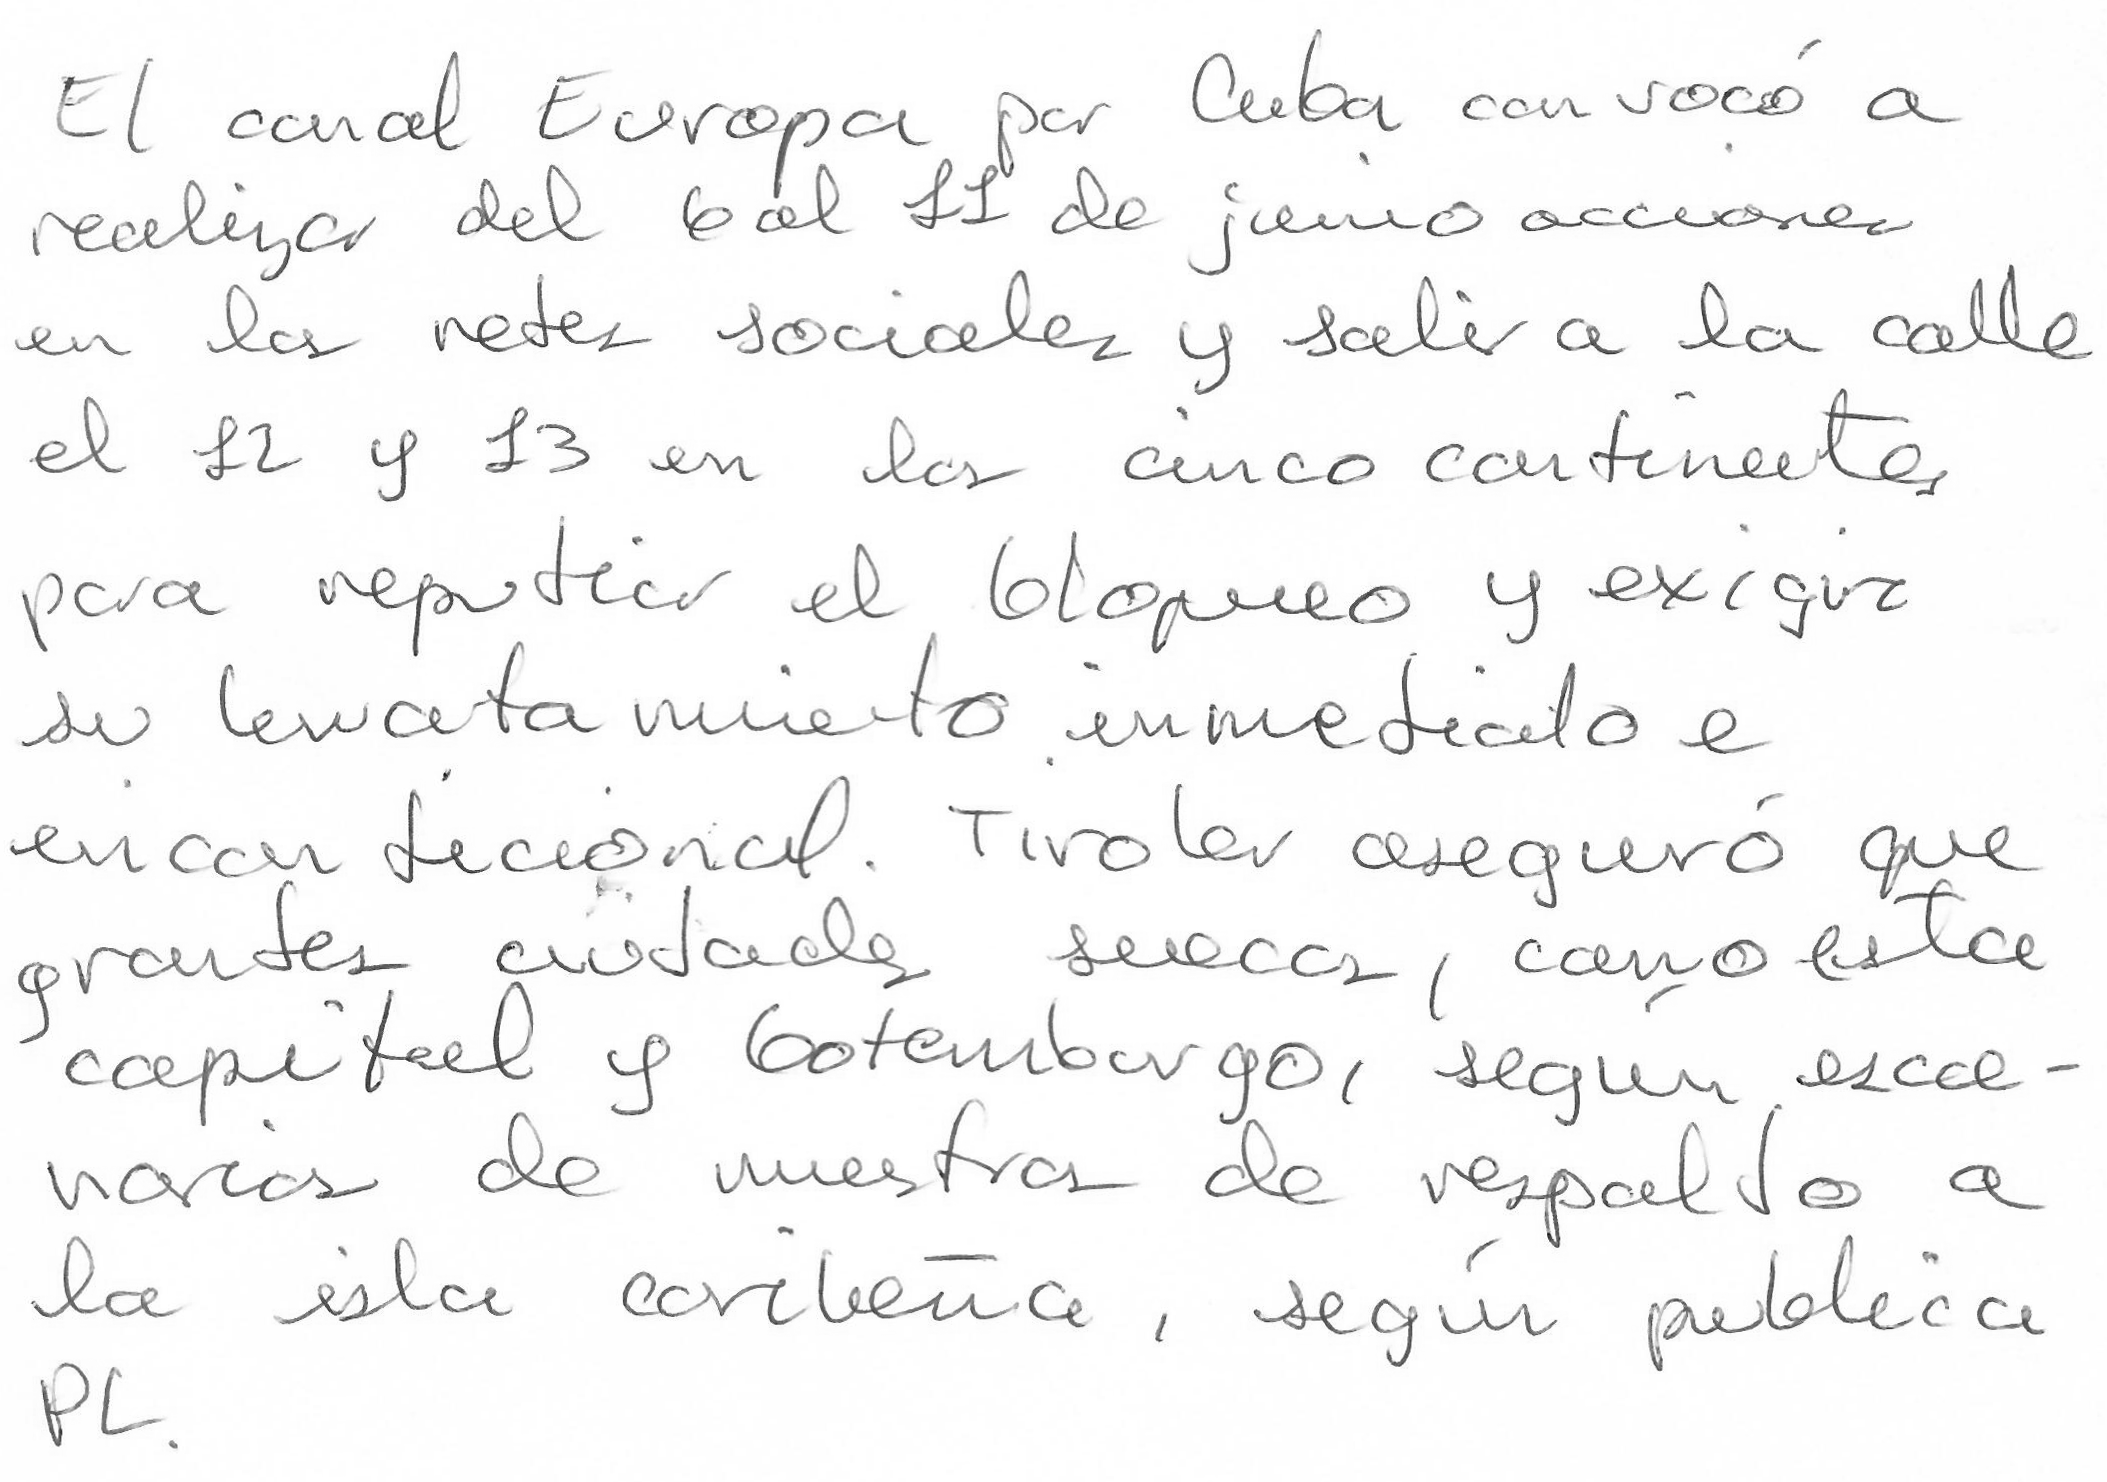 El canal Europa por Cuba convocó a
realizar del 6 al 11 de junio acciones
en las redes sociales y salir a la calle
el 12 y 13 en los cinco continentes
para repudiar el bloqueo y exigir
su levantamiento inmediato e
incondicional. Tiroler aseguró que
grandes ciudades suecas, como esta
capital y Gotemburgo, según esce-
narios de muestras de respaldo a
la isla caribeña, según publica
PL.